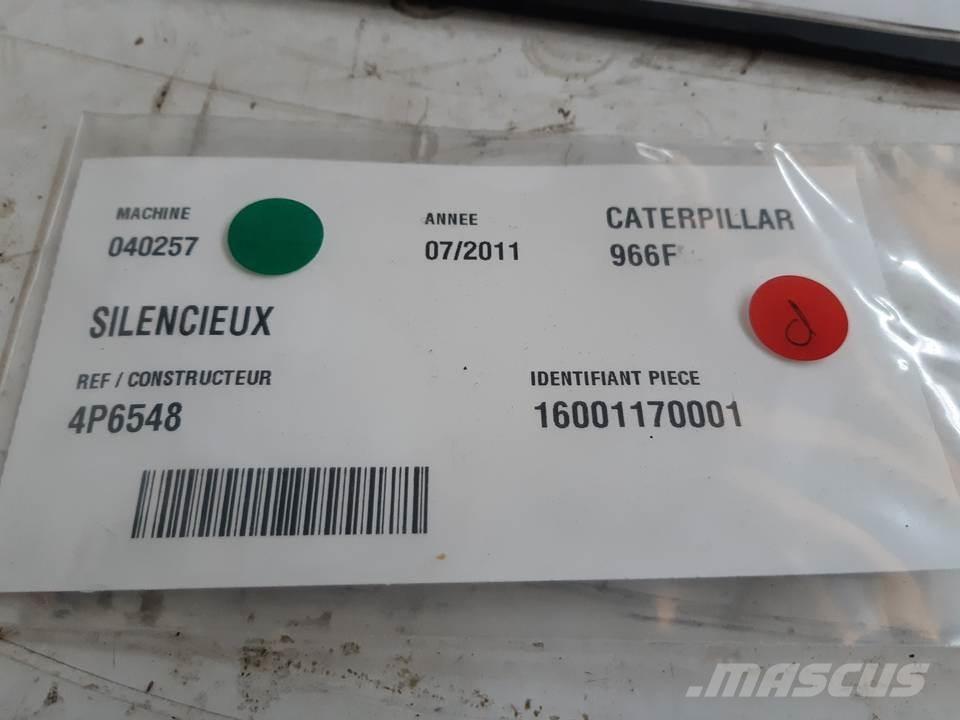 MACHINE
040257
ANNEE
07/2011
CATERPILLAR
966F
SILENCIEUX
d
REF / CONSTRUCTEUR
4P6548
IDENTIFIANT PIECE
16001170001
MASCUS